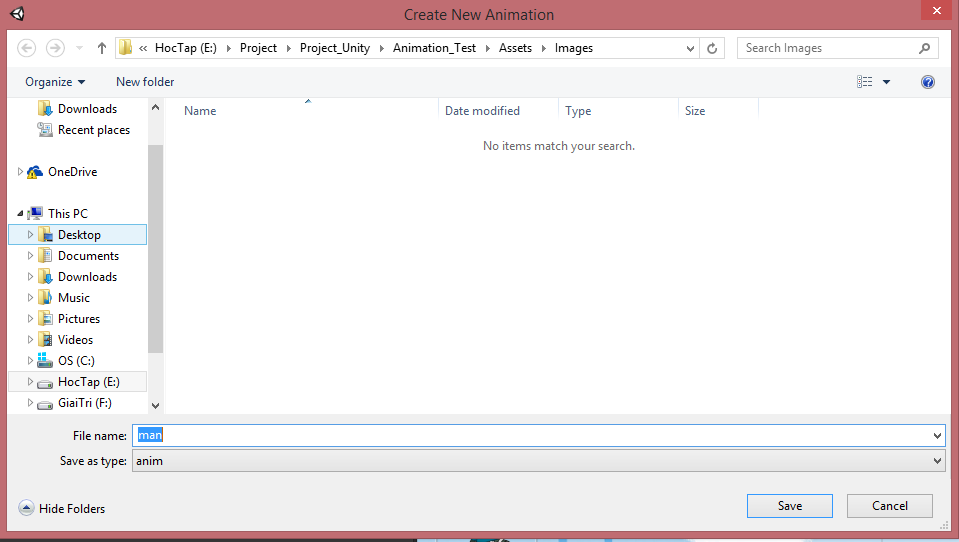 Create New Animation
« HocTap (E:) Project Project_Unity Animation_Test Assets Images
Search Images
Organize New folder
Name Date modified Type Size
No items match your search.
Downloads
Recent places
OneDrive
This PC
Desktop
Documents
Downloads
Music
Pictures
Videos
OS (C:)
HocTap (E:)
GiaiTri (F:)
File name: man
Save as type: anim
Hide Folders
Save Cancel